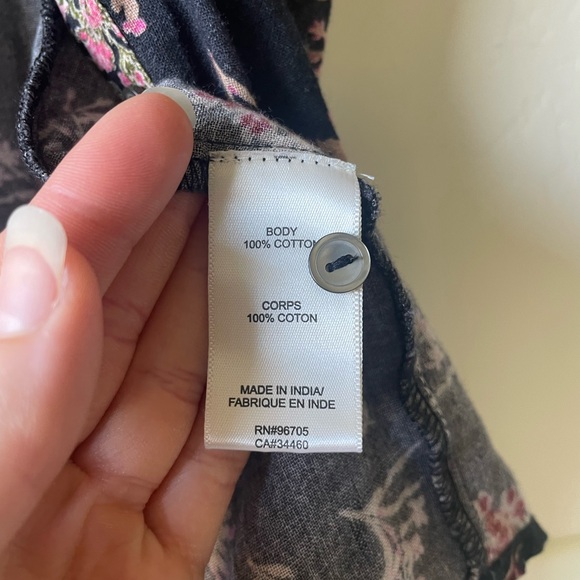 BODY
100% COTTON
CORPS
100% COTON
MADE IN INDIA/
FABRIQUE EN INDE
RN#96705
CA#34460